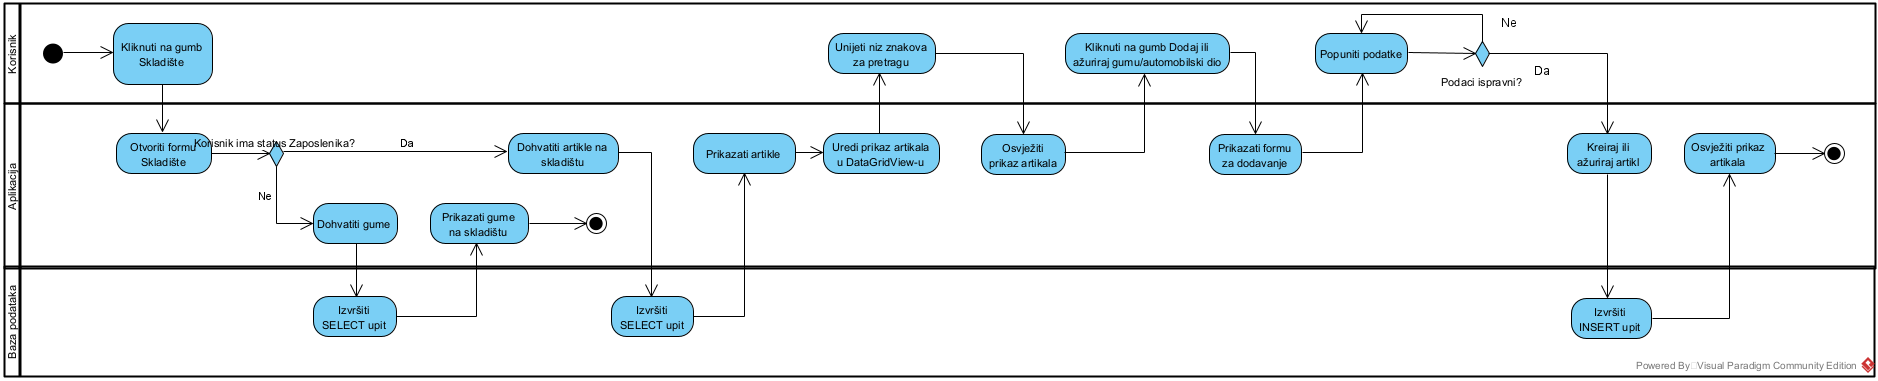 Korisnik
Kliknuti na gumb
Skladište
Unijeti niz znakova
za pretragu
Kliknuti na gumb Dodaj ili
ažuriraj gumu/automobilski dio
Popuniti podatke
Ne
Da
Podaci ispravni?
Aplikacija
Otvoriti formu
Skladište
Korisnik ima status Zaposlenika?
Da
Ne
Dohvatiti artikle na
skladištu
Prikazati artikle
Uredi prikaz artikala
u DataGridView-u
Osvježiti
prikaz artikala
Prikazati formu
za dodavanje
Kreiraj ili
ažuriraj artikl
Osvježiti prikaz
artikala
Dohvatiti gume
Prikazati gume
na skladištu
Baza podataka
Izvršiti
SELECT upit
Izvršiti
SELECT upit
Izvršiti
INSERT upit
Powered By Visual Paradigm Community Edition